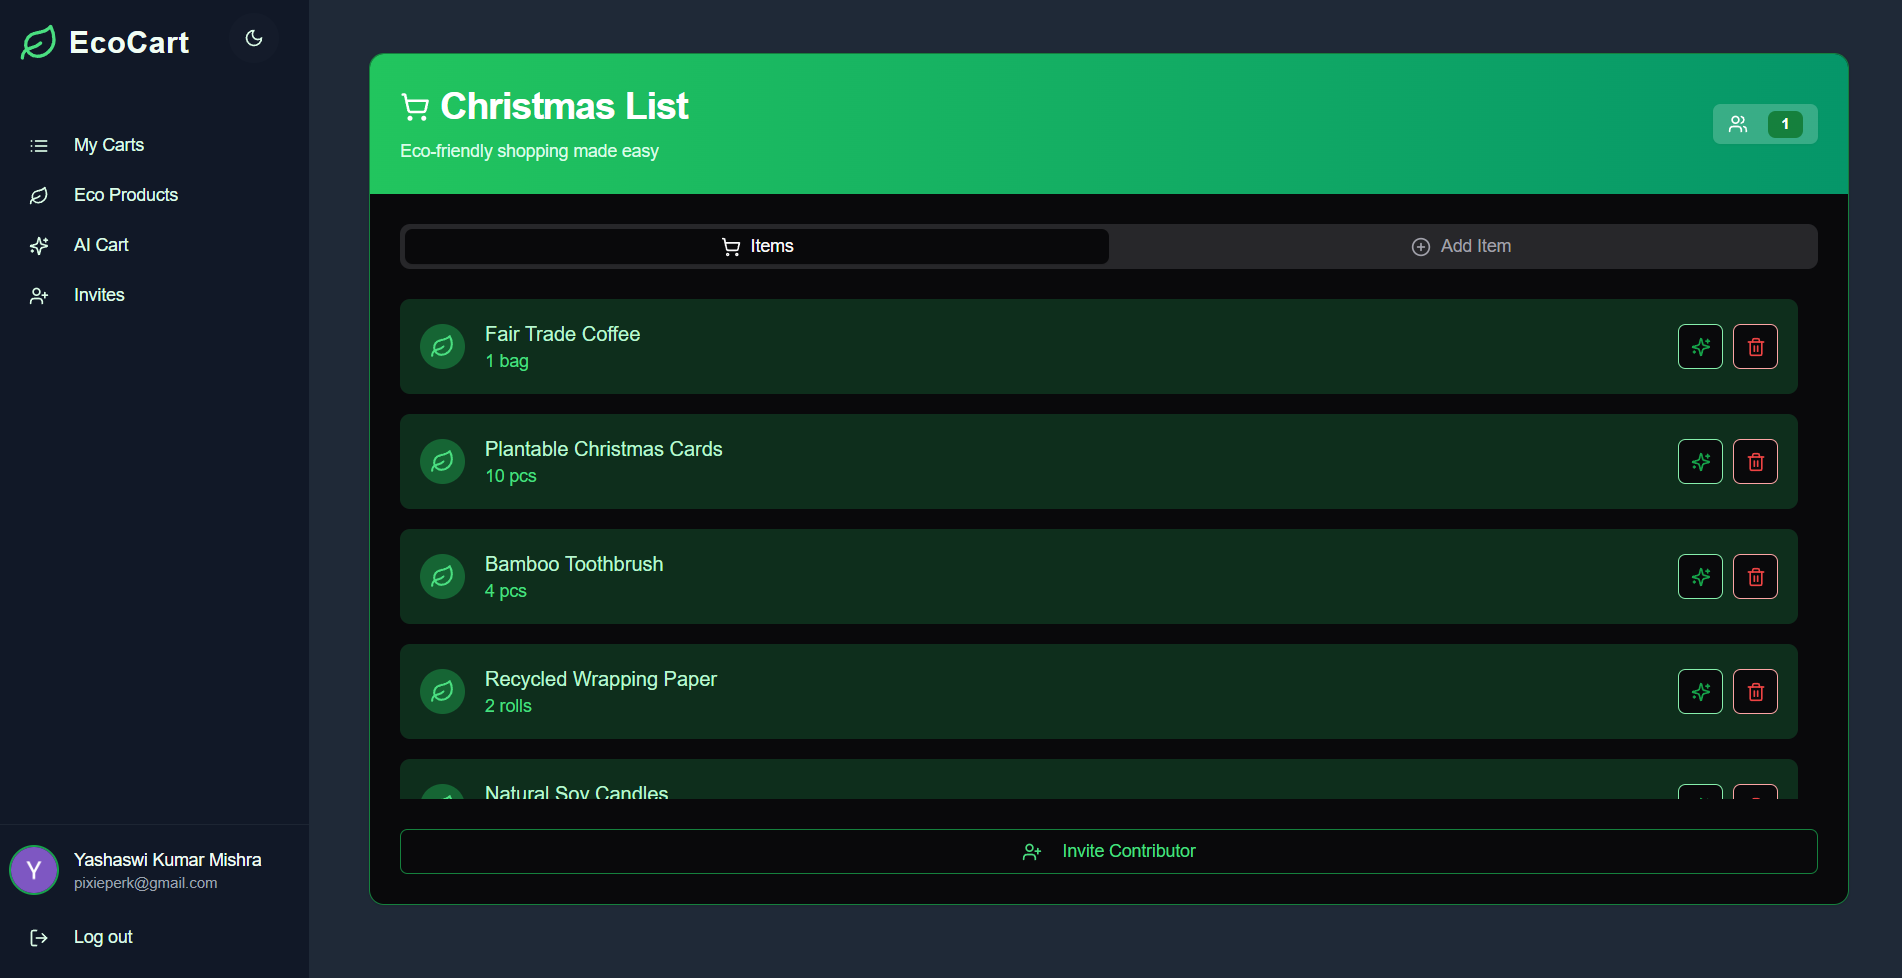 EcoCart
My Carts
Eco Products
AI Cart
Invites
Yashaswi Kumar Mishra
pixieperk@gmail.com
Log out
Christmas List
Eco-friendly shopping made easy
1
Items
Add Item
Fair Trade Coffee
1 bag
Plantable Christmas Cards
10 pcs
Bamboo Toothbrush
4 pcs
Recycled Wrapping Paper
2 rolls
Natural Soy Candles
Invite Contributor
Y